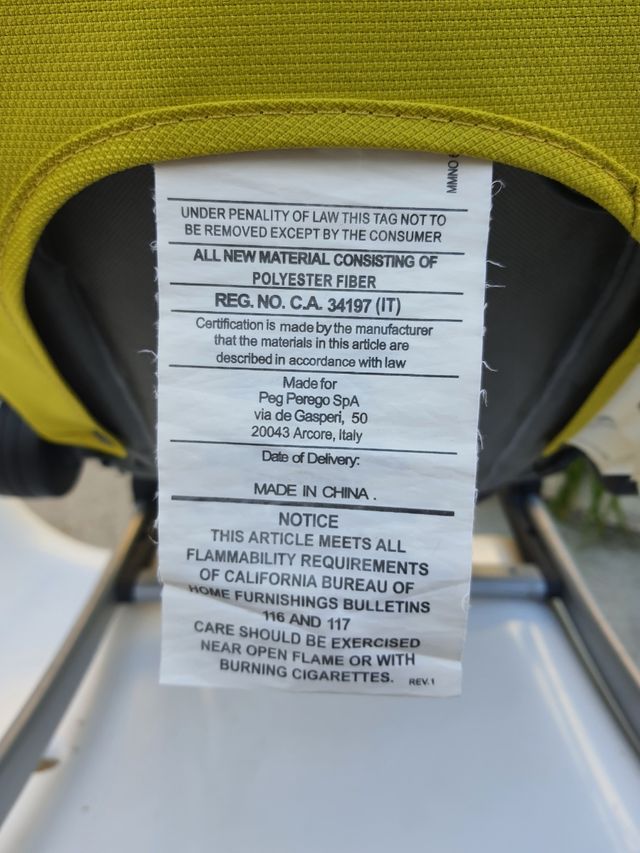 UNDER PENALITY OF LAW THIS TAG NOT TO
BE REMOVED EXCEPT BY THE CONSUMER
ALL NEW MATERIAL CONSISTING OF
POLYESTER FIBER
REG. NO. C.A. 34197 (IT)
Certification is made by the manufacturer
that the materials in this article are
described in accordance with law
Made for
Peg Perego SpA
via de Gasperi, 50
20043 Arcore, Italy
Date of Delivery:
MADE IN CHINA .
NOTICE
THIS ARTICLE MEETS ALL
FLAMMABILITY REQUIREMENTS
OF CALIFORNIA BUREAU OF
HOME FURNISHINGS BULLETINS
116 AND 117
CARE SHOULD BE EXERCISED
NEAR OPEN FLAME OR WITH
BURNING CIGARETTES. REV.1